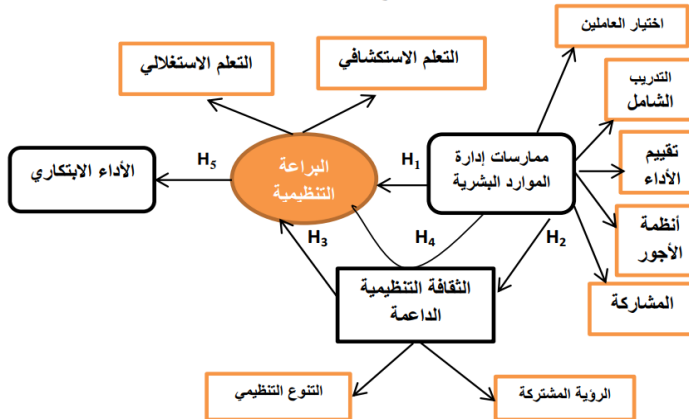 اختيار العاملين
التعلم الاستكشافي
التعلم الاستغلالي
التدريب
الشامل
ممارسات إدارة
الموارد البشرية
H1
البراعة
التنظيمية
H5
الأداء الابتكاري
تقييم
الأداء
أنظمة
الأجور
H2
H4
H3
المشاركة
الثقافة التنظيمية
الداعمة
الرؤية المشتركة
التنوع التنظيمي